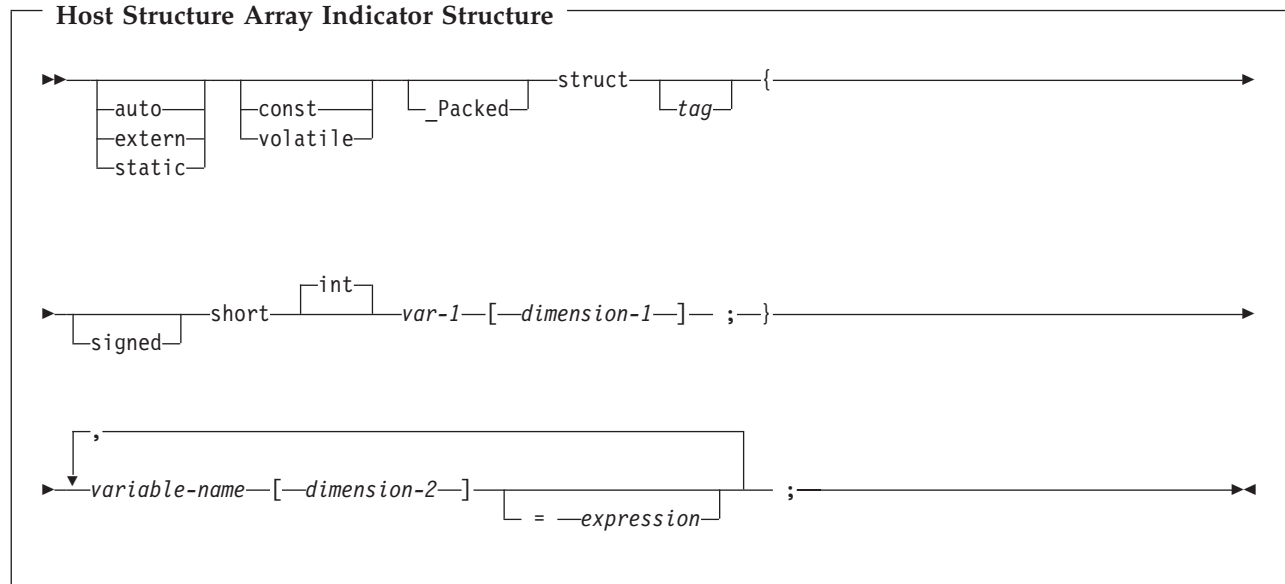 Host Structure Array Indicator Structure
struct {
auto const _Packed tag
extern volatile
static
int
short var-1 [ dimension-1 ] ; }
signed
,
variable-name [ dimension-2 ] ;
= expression